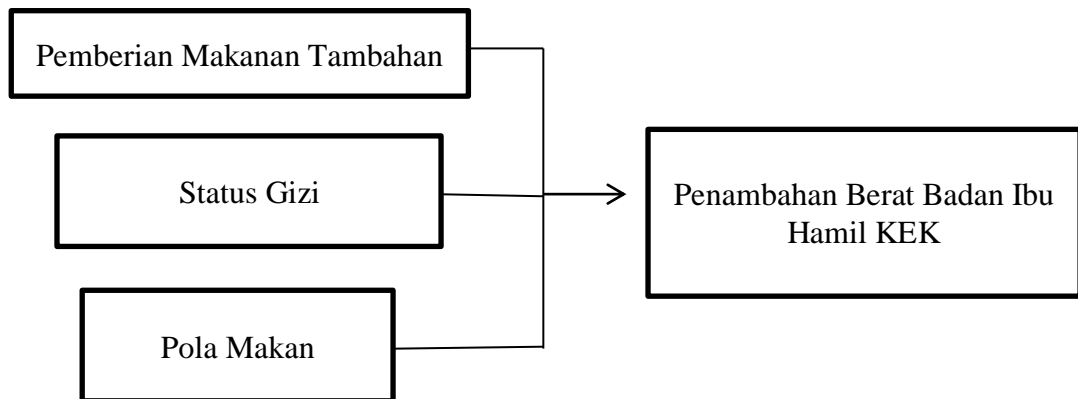 Pemberian Makanan Tambahan
Status Gizi
Penambahan Berat Badan Ibu
Hamil KEK
Pola Makan